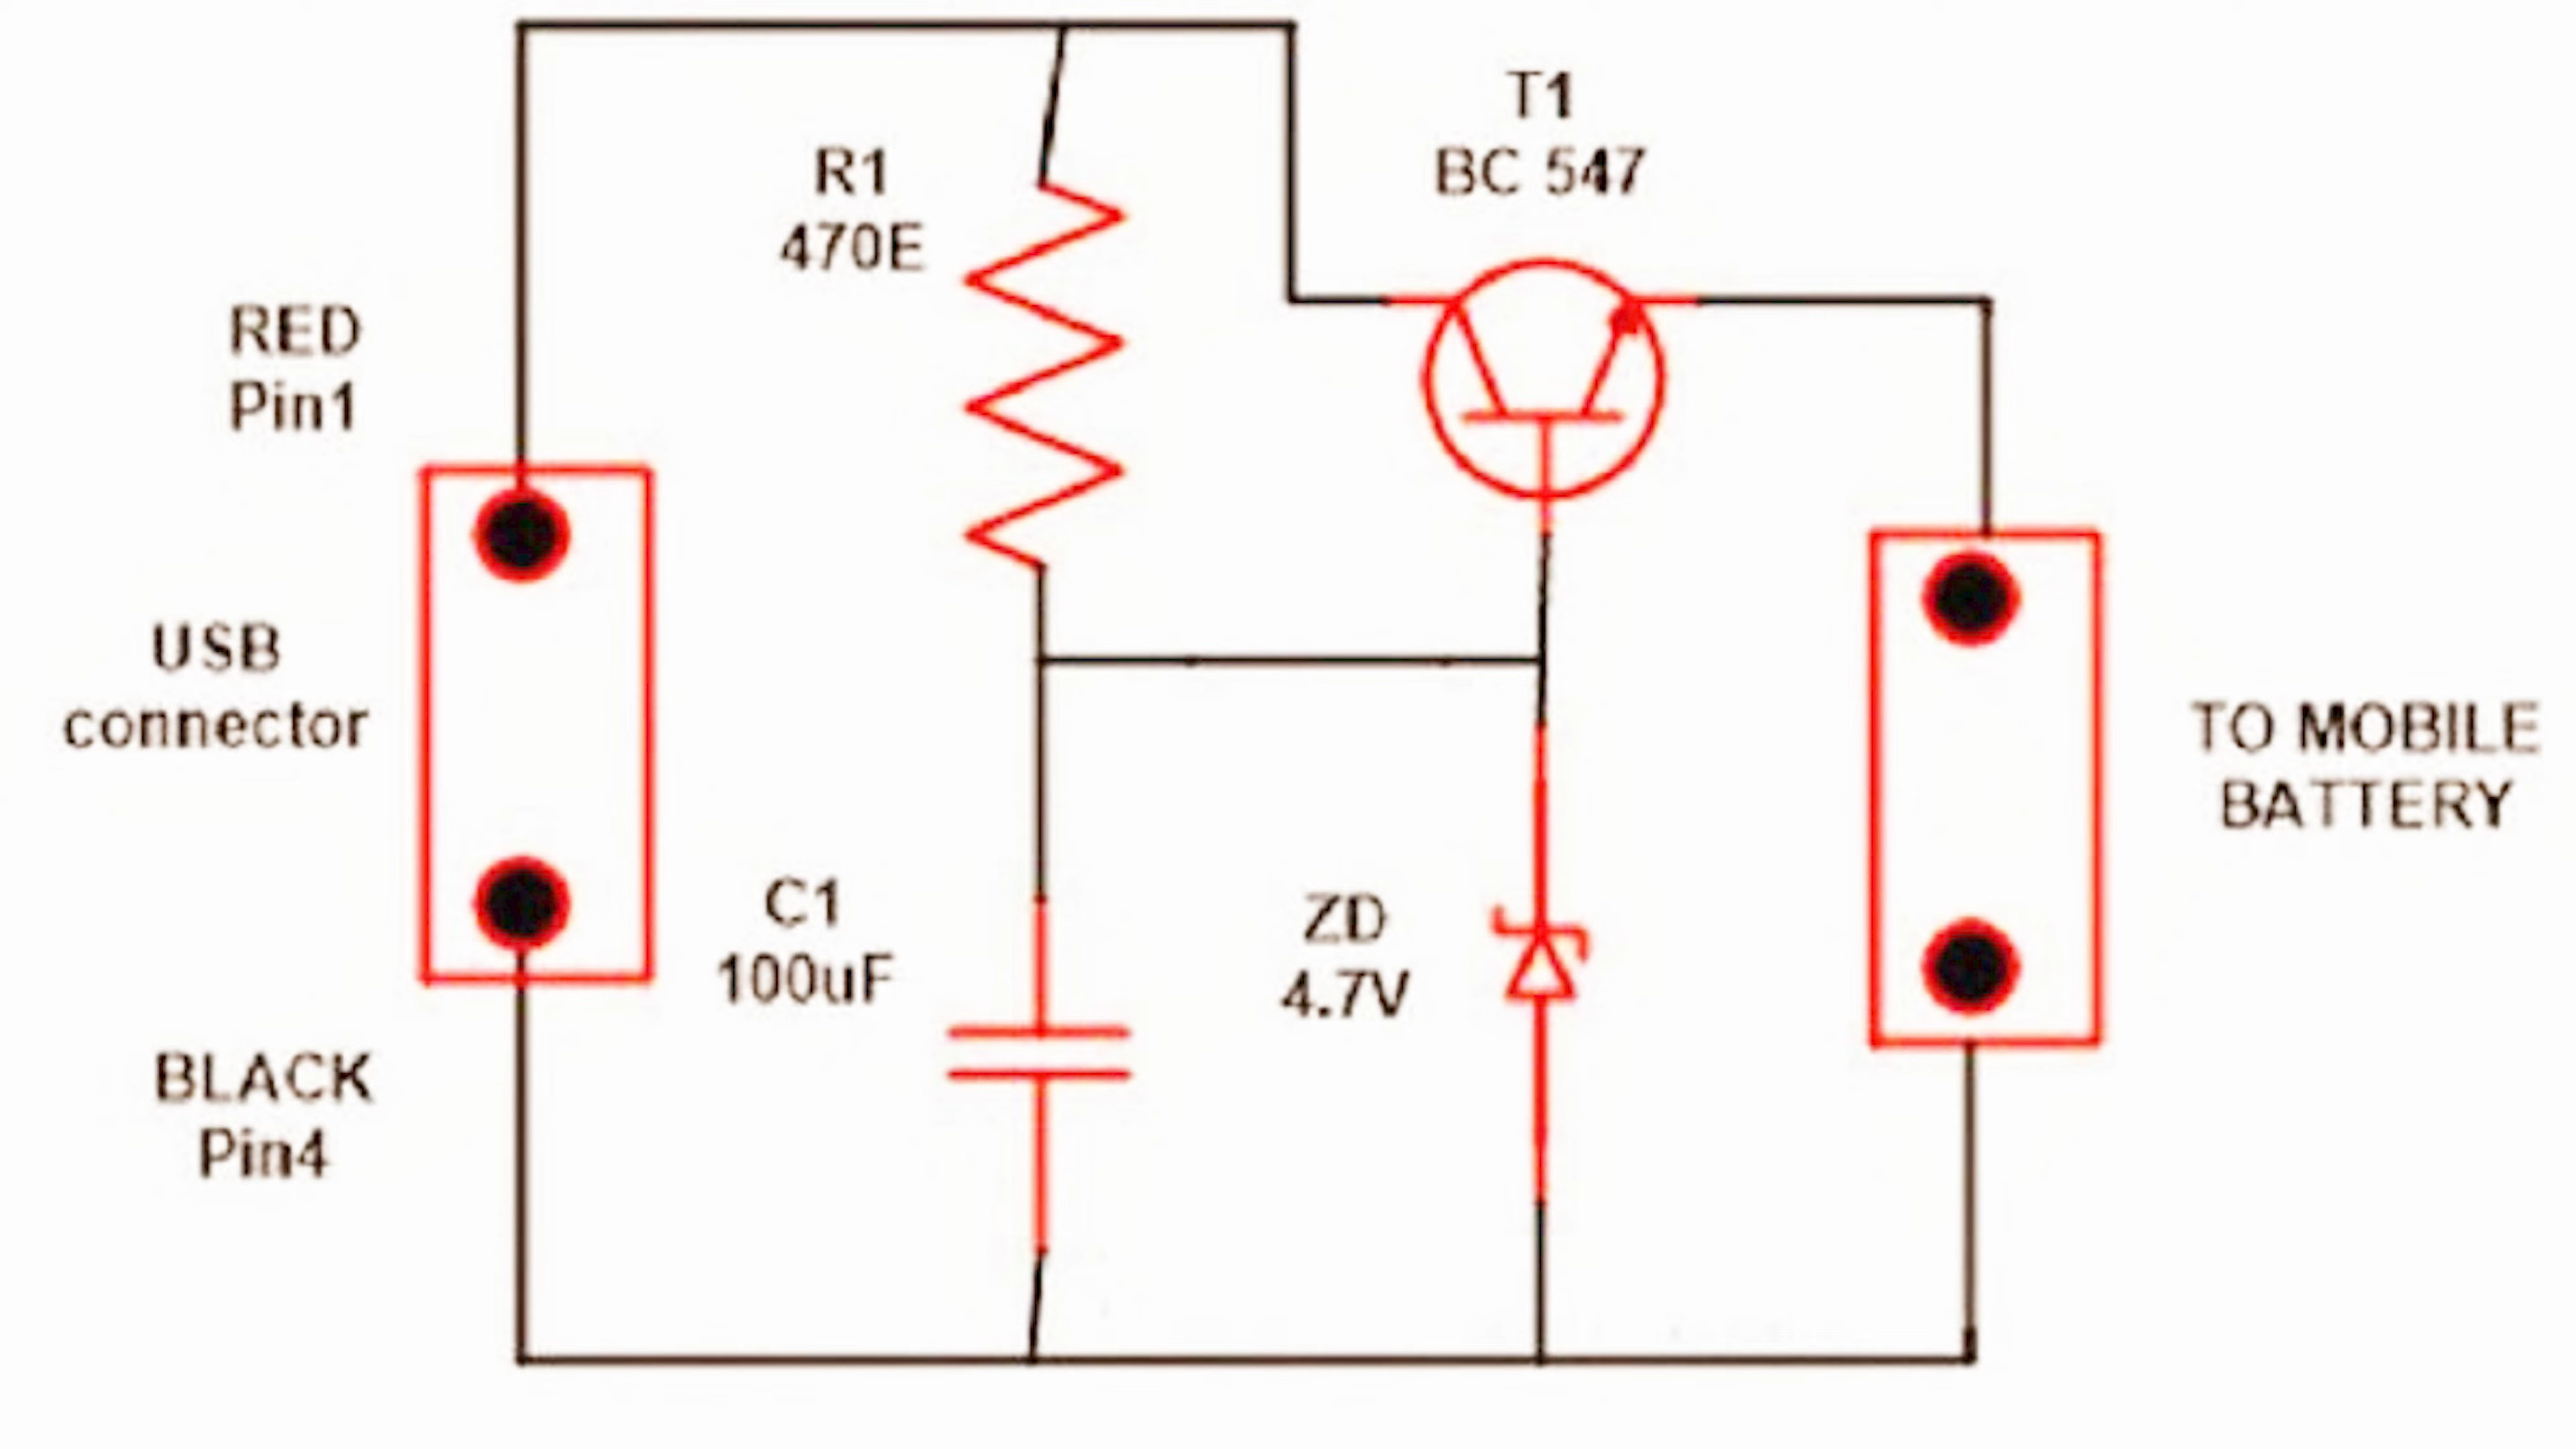 T1
BC 547
R1
470E
RED
Pin1
USB
connector
TO MOBILE
BATTERY
C1
100uF
ZD
4.7V
BLACK
Pin4